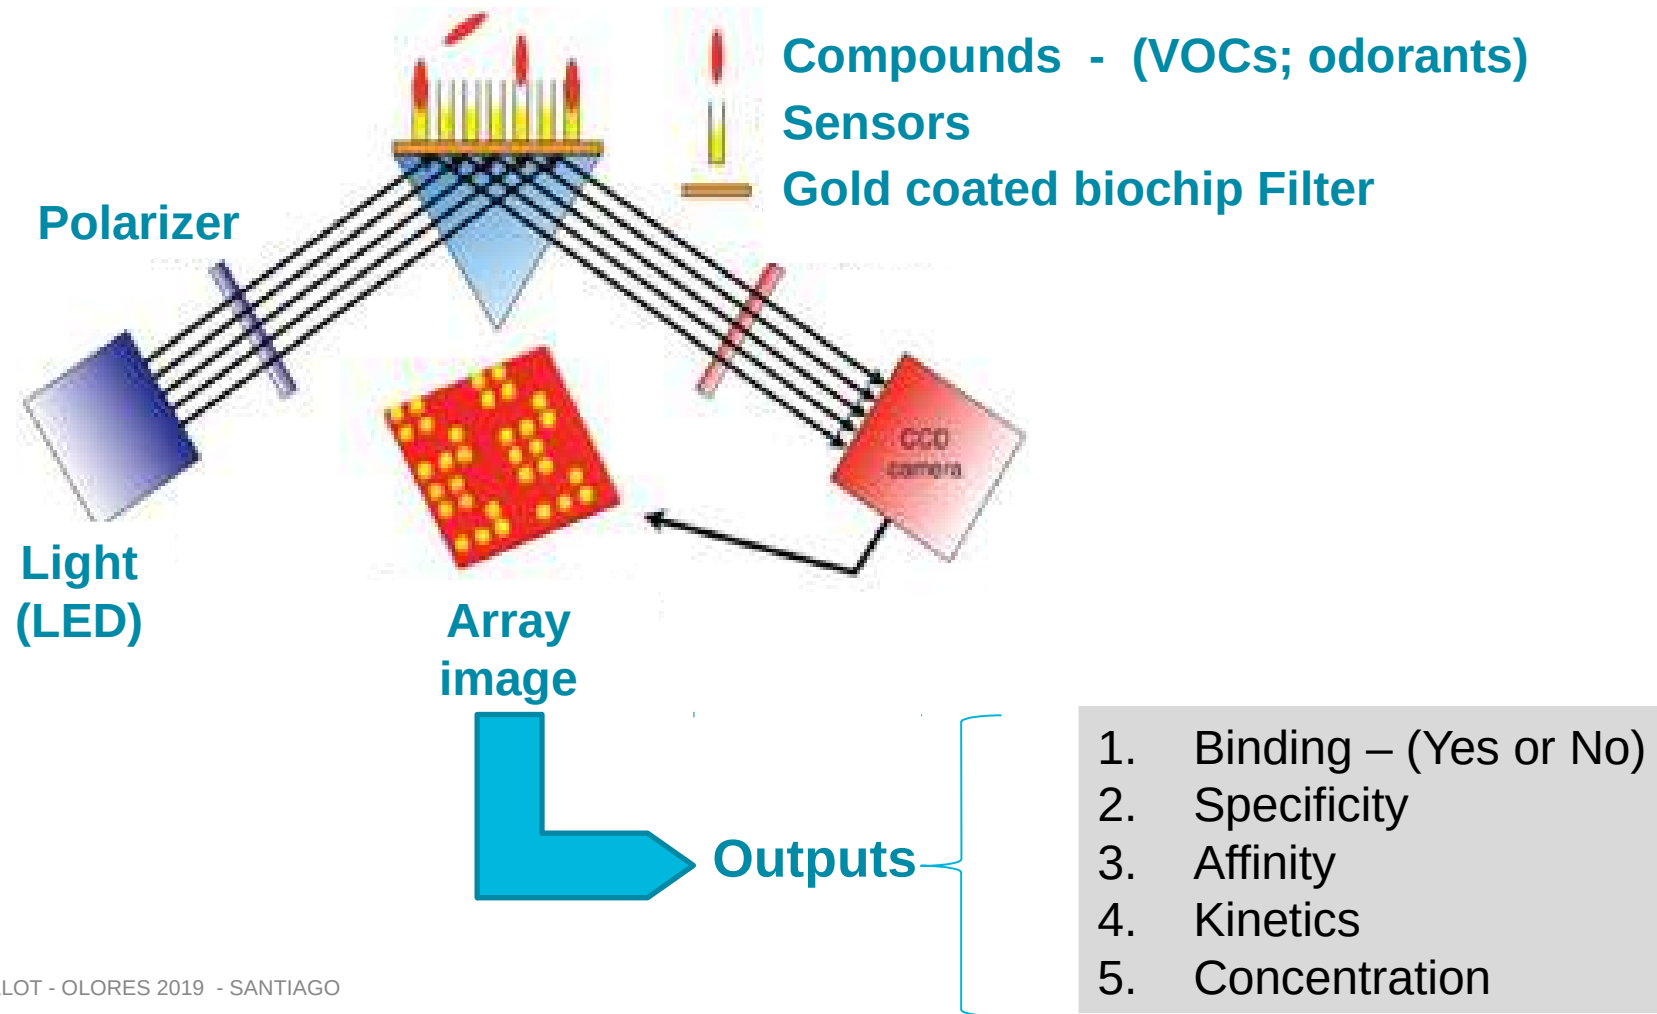 Compounds - (VOCs; odorants)
Sensors
Gold coated biochip Filter
Polarizer
CCD
camera
Light
(LED)
Array
image
Outputs
1. Binding – (Yes or No)
2. Specificity
3. Affinity
4. Kinetics
5. Concentration
LOT - OLORES 2019 - SANTIAGO